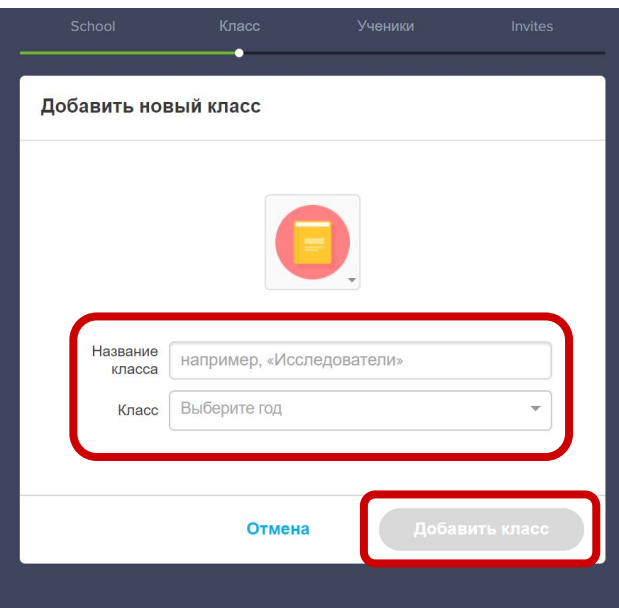 School Класс Ученики Invites
Добавить новый класс
Название
класса
например, «Исследователи»
Класс
Выберите год
Отмена
Добавить класс